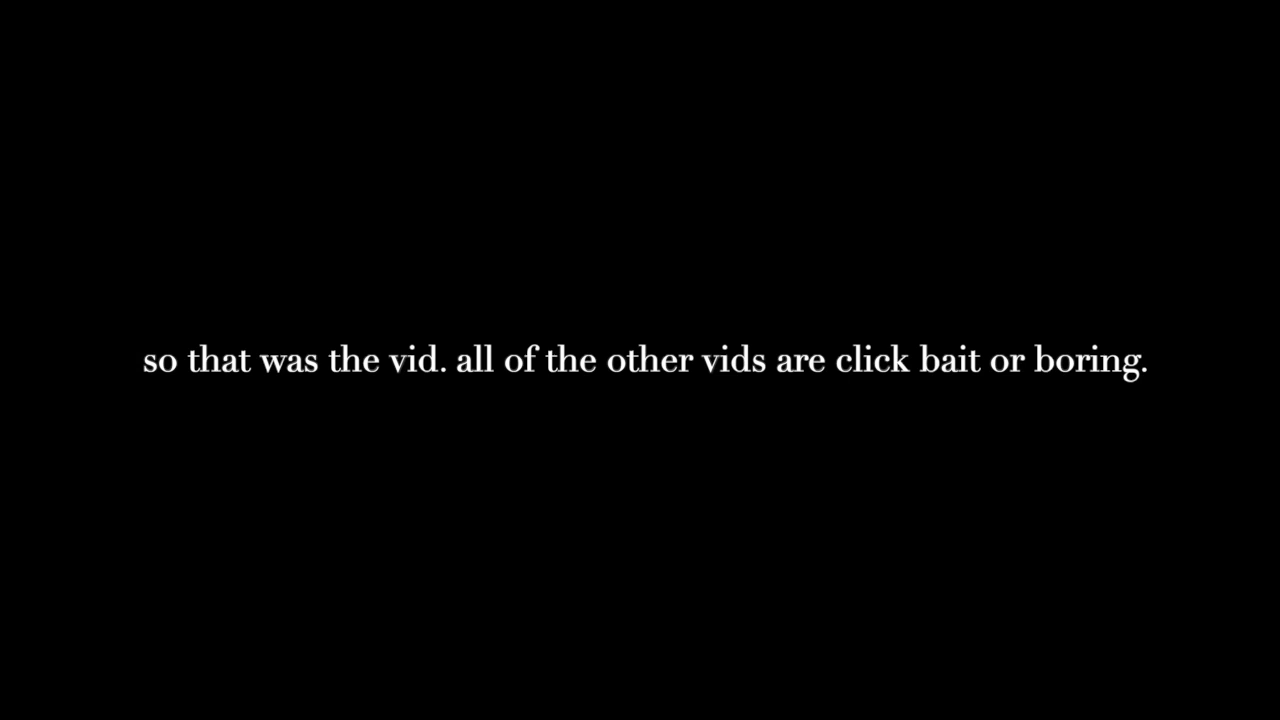 so that was the vid. all of the other vids are click bait or boring.